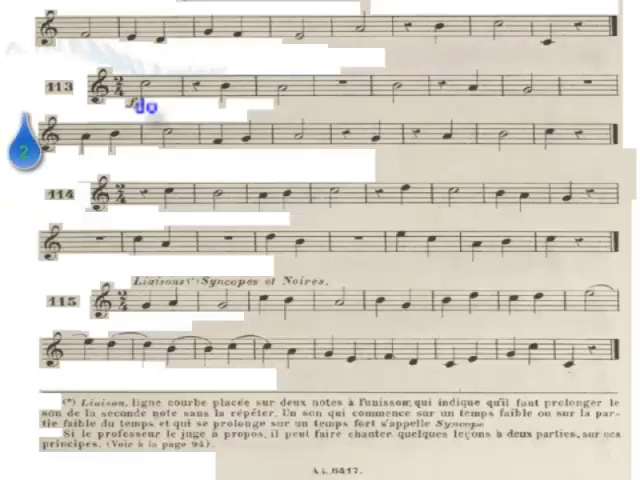 113
do
2
114
Liaisons (*) Syncopes et Noires.
115
(*) Liaison, ligne courbe placée sur deux notes à l'unisson, qui indique qu'il faut prolonger le
son de la seconde note sans la répéter. Un son qui commence sur un temps faible ou sur la par-
tie faible du temps et qui se prolonge sur un temps fort s'appelle Syncope
Si le professeur le juge à propos, il peut faire chanter quelques leçons à deux parties, sur ces
principes. (Voir à la page 94).
A.L. 6417.